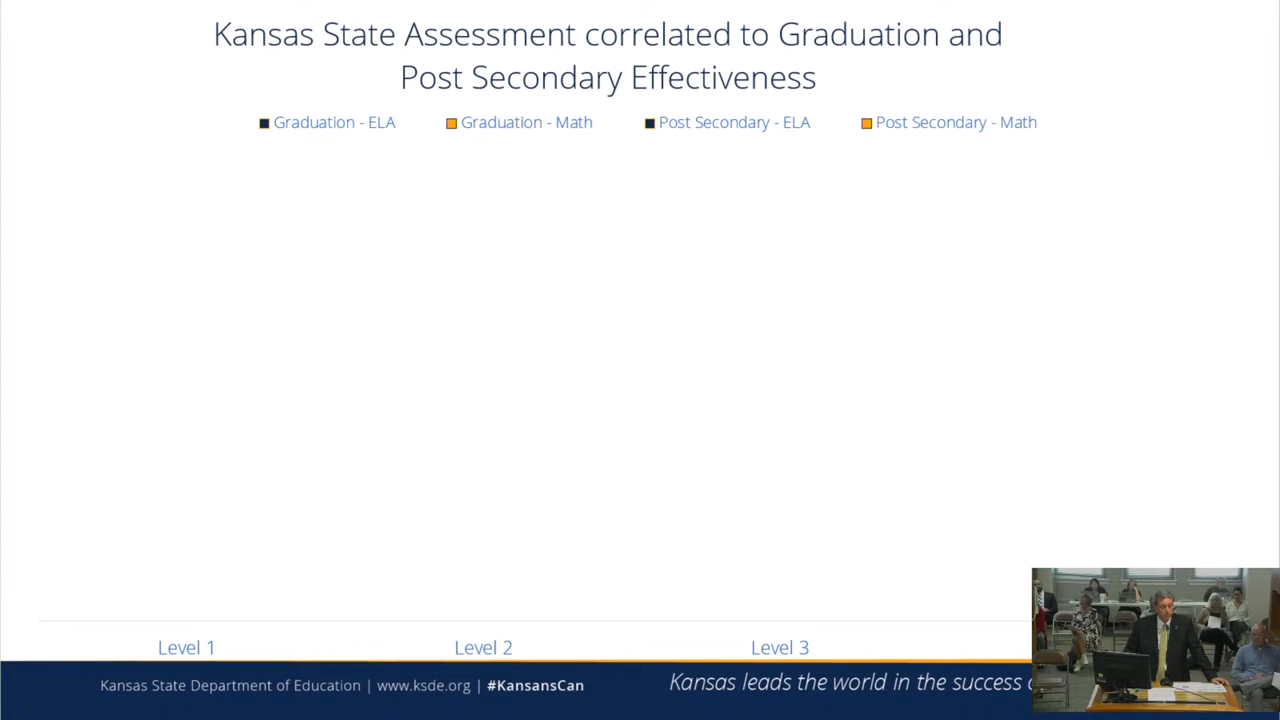 Kansas State Assessment correlated to Graduation and
Post Secondary Effectiveness
Graduation - ELA Graduation - Math Post Secondary - ELA Post Secondary - Math
Level 1 Level 2 Level 3
Kansas State Department of Education | www.ksde.org | #KansansCan
Kansas leads the world in the success